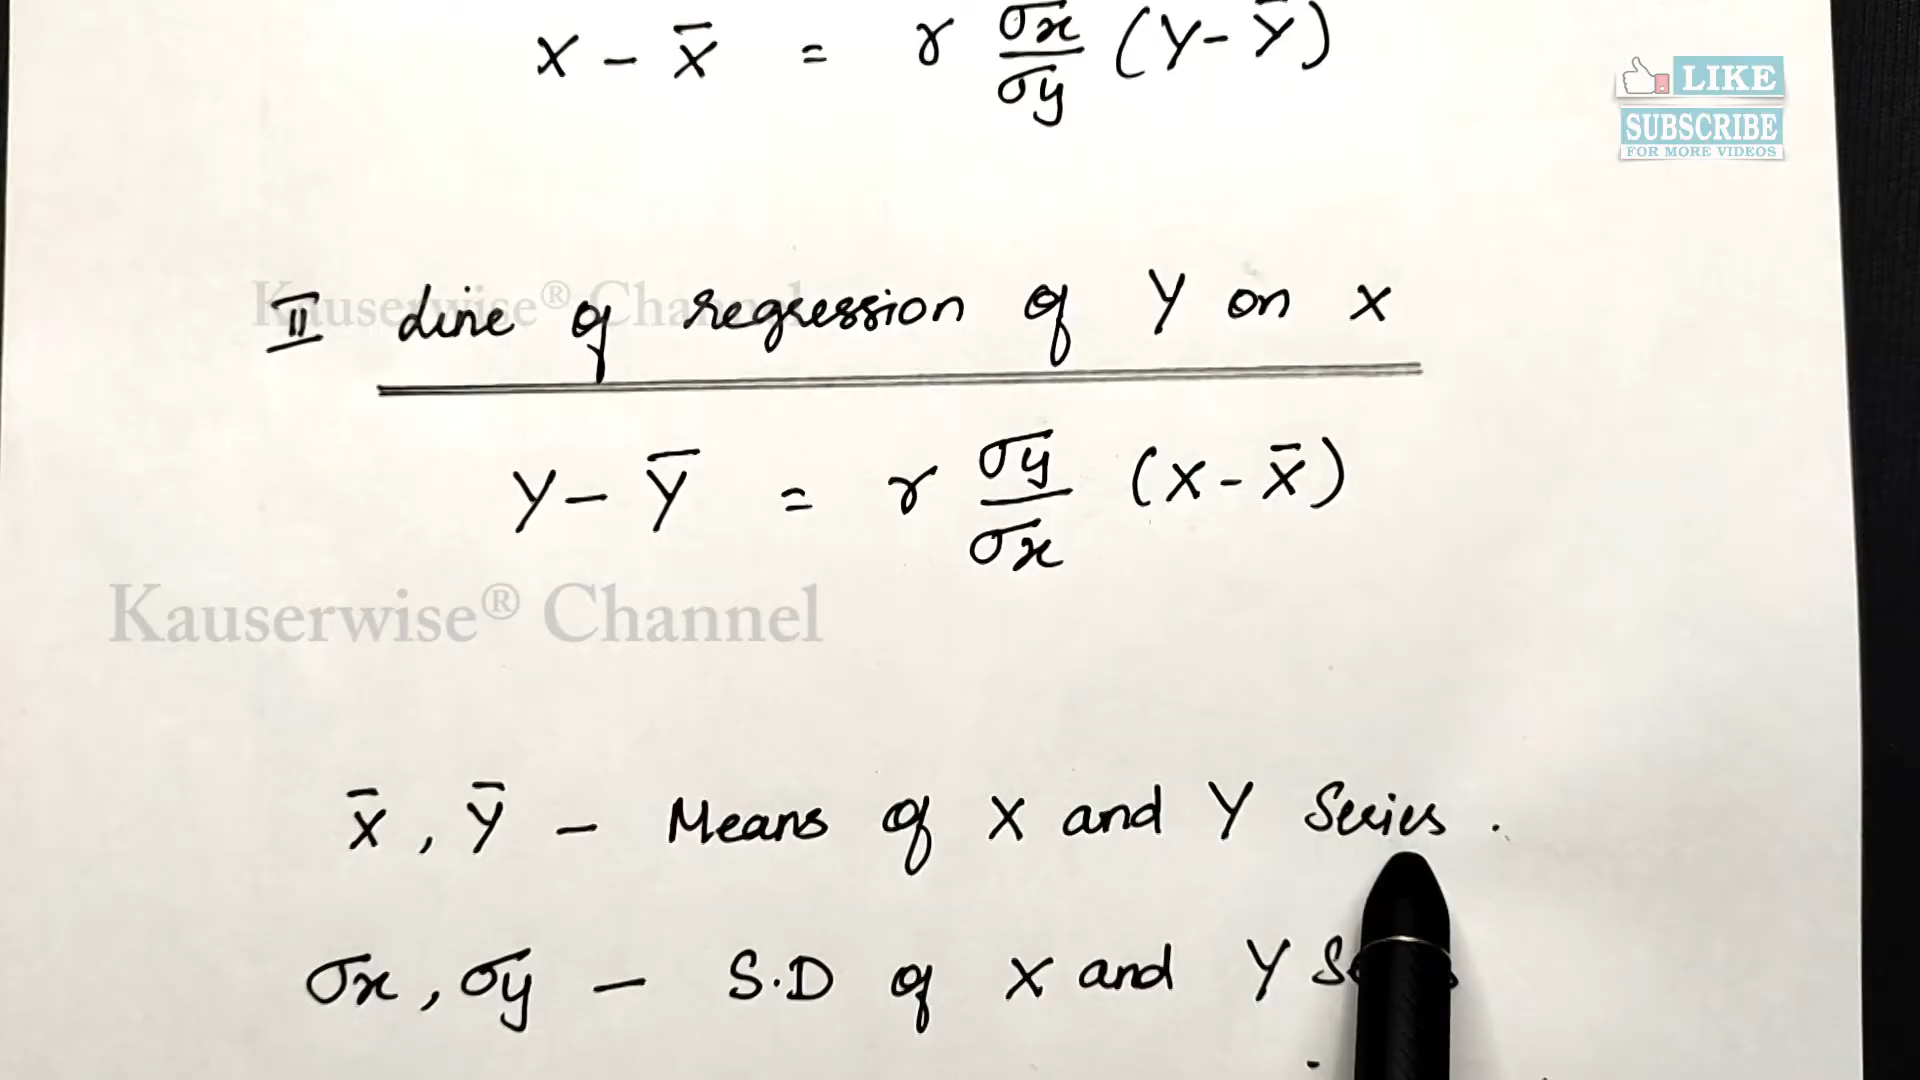 X - X̄ = r σx/σy (Y - Ȳ)
LIKE
SUBSCRIBE
FOR MORE VIDEOS
Kauserwise® Channel
II Line of regression of Y on X
Y - Ȳ = r σy/σx (X - X̄)
Kauserwise® Channel
X̄, Ȳ - Means of X and Y Series.
σx, σy - S.D of X and Y